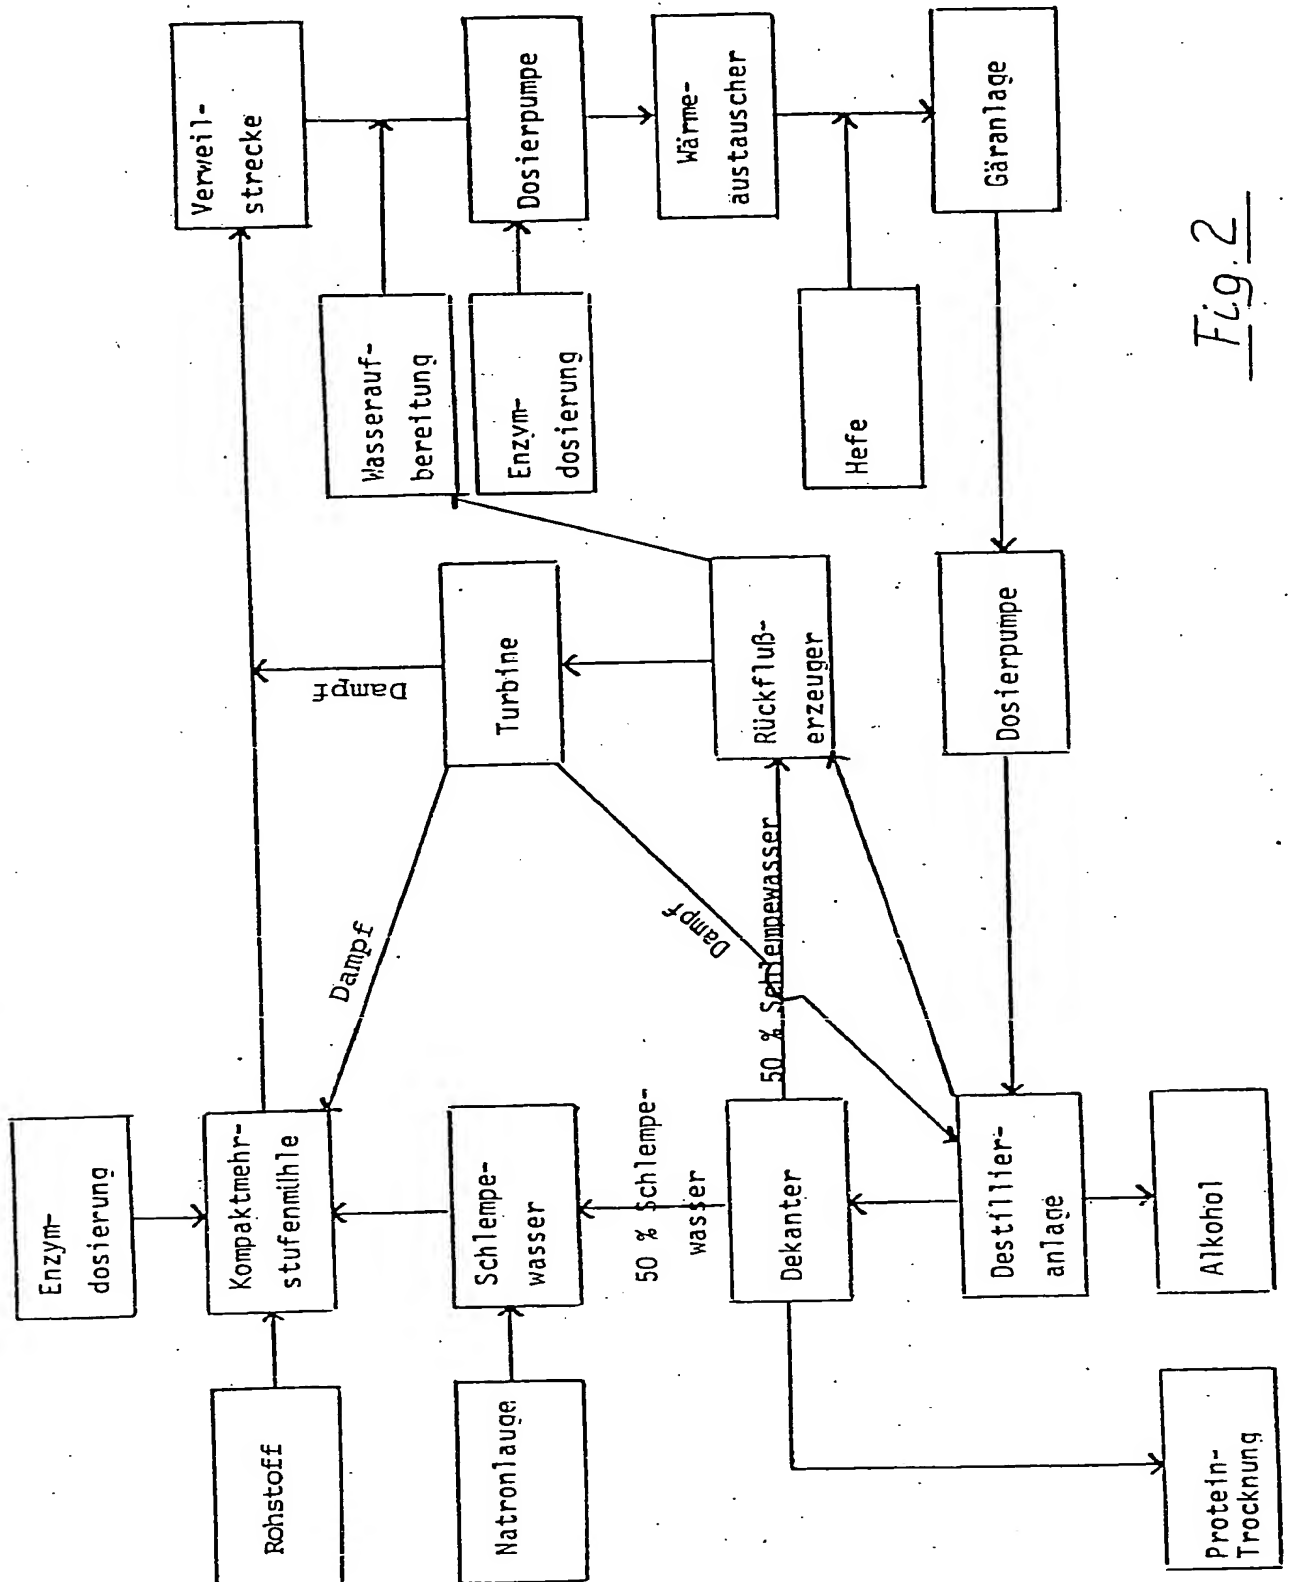 Enzym-
dosierung
Rohstoff
Kompaktmehr-
stufenmühle
Verweil-
strecke
Dampf
Dampf
Natronlauge
Schlempe-
wasser
Turbine
Wasserauf-
bereitung
Enzym-
dosierung
Dosierpumpe
50 % Schlempe-
wasser
Dampf
Dekanter
50 % Schlempewasser
Rückfluß-
erzeuger
Wärme-
austauscher
Hefe
Destillier-
anlage
Dosierpumpe
Gäranlage
Protein-
Trocknung
Alkohol
Fig. 2